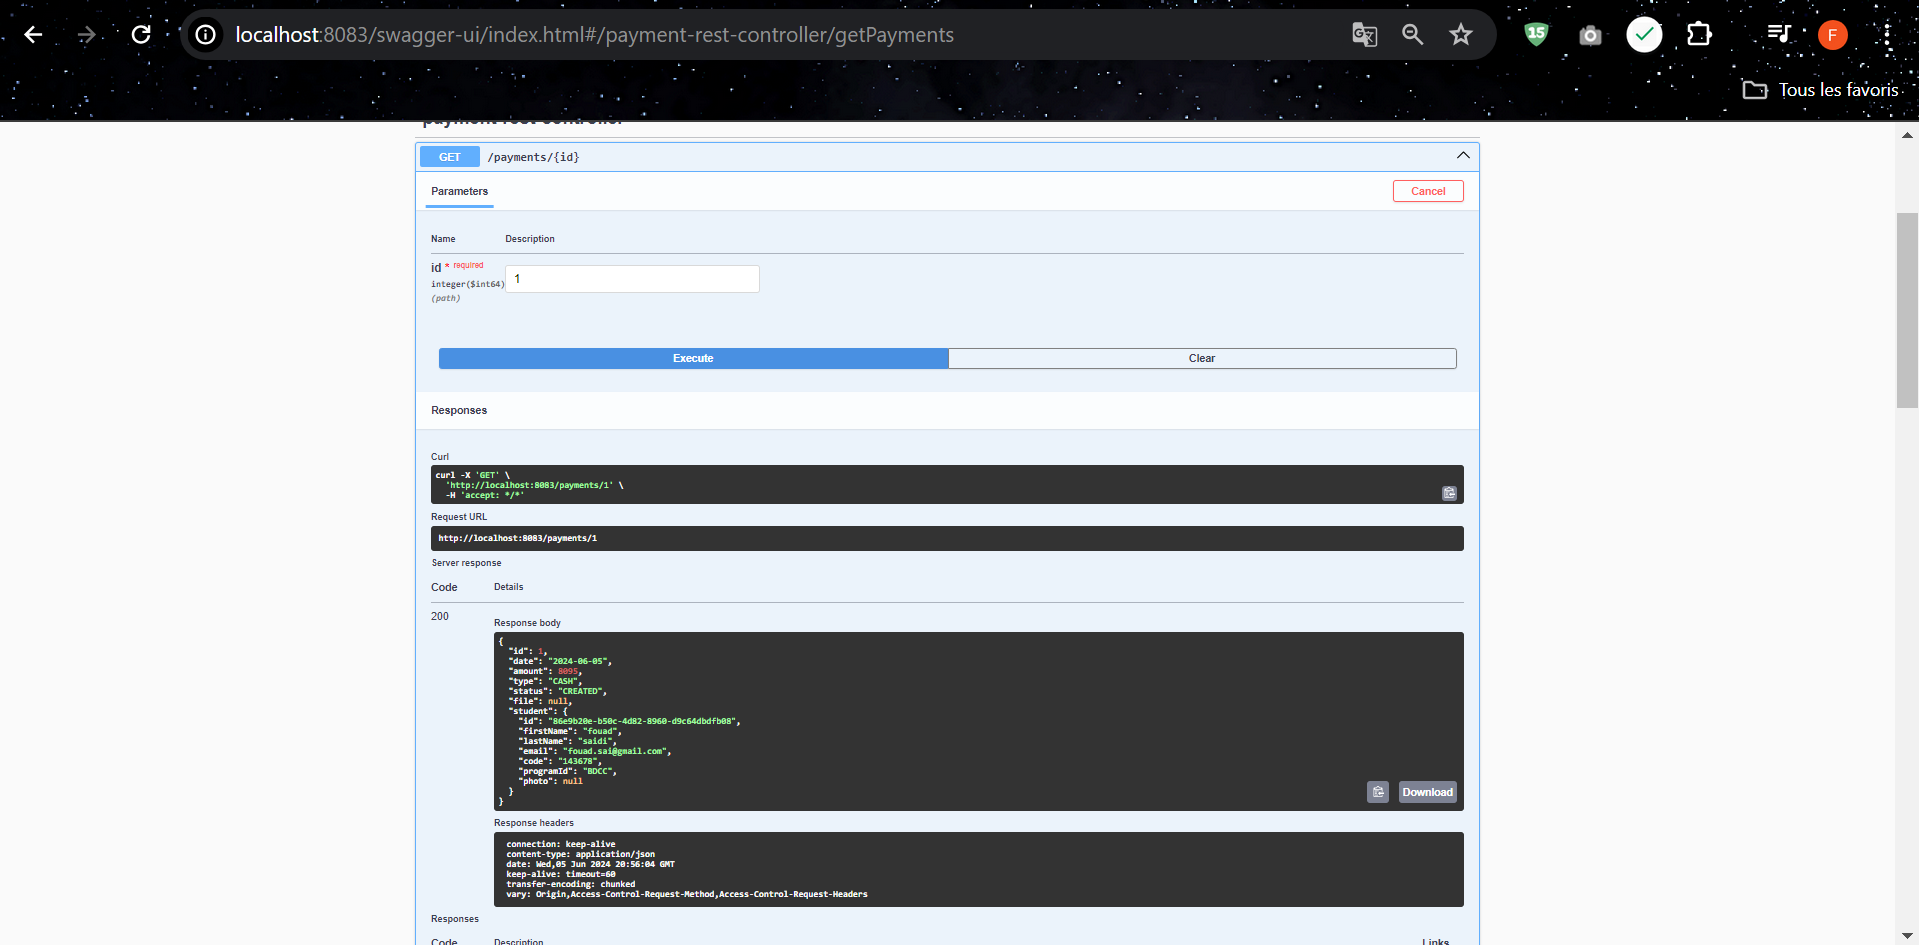 localhost:8083/swagger-ui/index.html#/payment-rest-controller/getPayments
15
F
Tous les favoris
payment-rest-controller
GET /payments/{id}
Parameters
Cancel
Name Description
id * required
integer($int64)
(path)
1
Execute Clear
Responses
Curl
curl -X 'GET' \
'http://localhost:8083/payments/1' \
-H 'accept: */*'
Request URL
http://localhost:8083/payments/1
Server response
Code Details
200
Response body
{
"id": 1,
"date": "2024-06-05",
"amount": 8095,
"type": "CASH",
"status": "CREATED",
"file": null,
"student": {
"id": "86e9b20e-b50c-4d82-8960-d9c64dbdfb08",
"firstName": "fouad",
"lastName": "saidi",
"email": "fouad.sai@gmail.com",
"code": "143678",
"programId": "BDCC",
"photo": null
}
}
Download
Response headers
connection: keep-alive
content-type: application/json
date: Wed,05 Jun 2024 20:56:04 GMT
keep-alive: timeout=60
transfer-encoding: chunked
vary: Origin,Access-Control-Request-Method,Access-Control-Request-Headers
Responses
Code Description Links